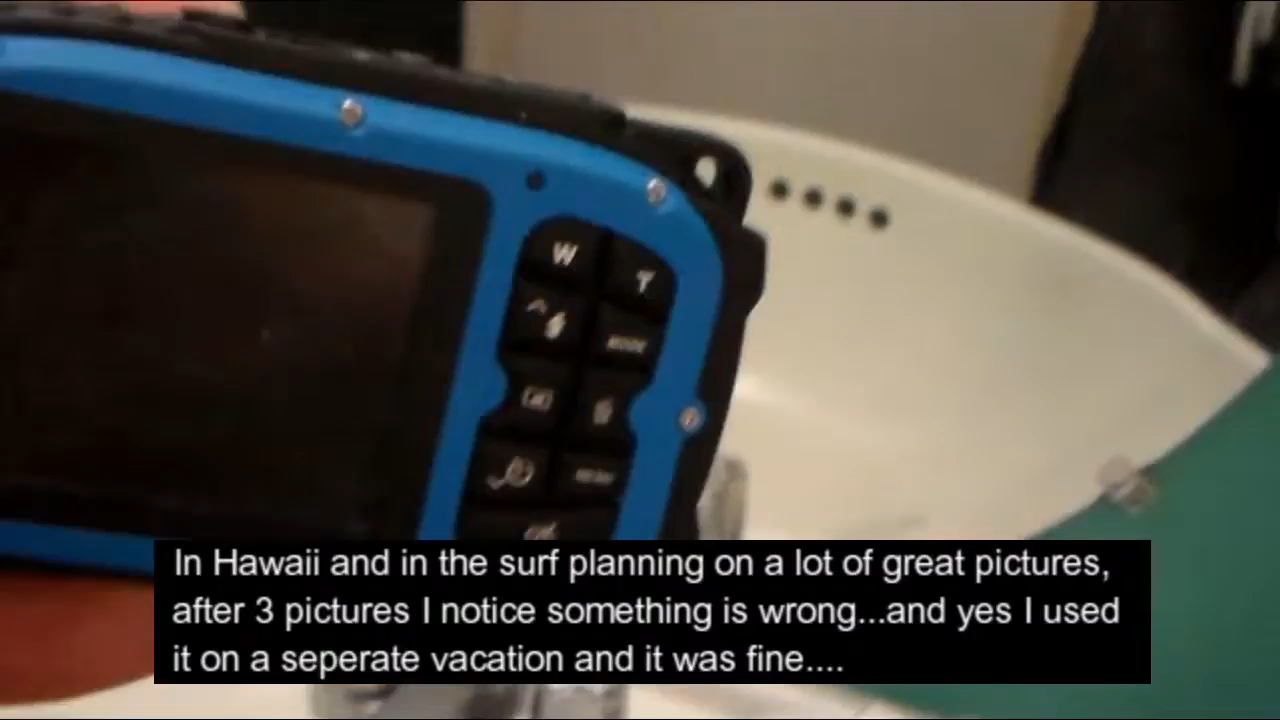 W
T
MODE
In Hawaii and in the surf planning on a lot of great pictures,
after 3 pictures I notice something is wrong...and yes I used
it on a seperate vacation and it was fine....